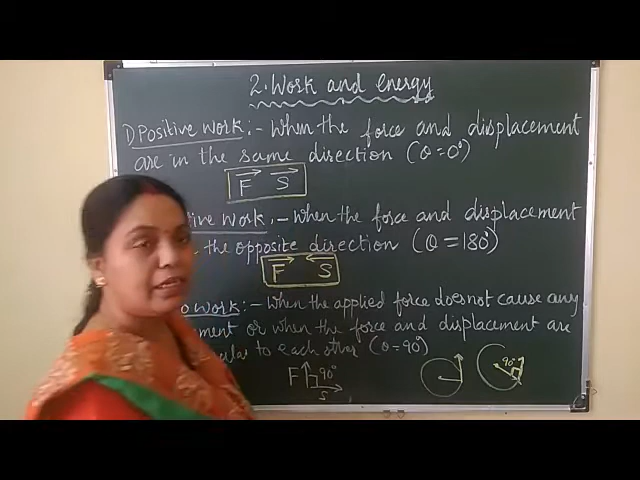 2. Work and energy
1) Positive work :- When the force and displacement
are in the same direction (θ=0°)
F S
tive work, - when the force and displacement
the opposite direction (θ = 180°)
F S
o work :- When the applied force does not cause any
ement or when the force and displacement are
ular to each other (θ=90°)
F 90°
S
90°